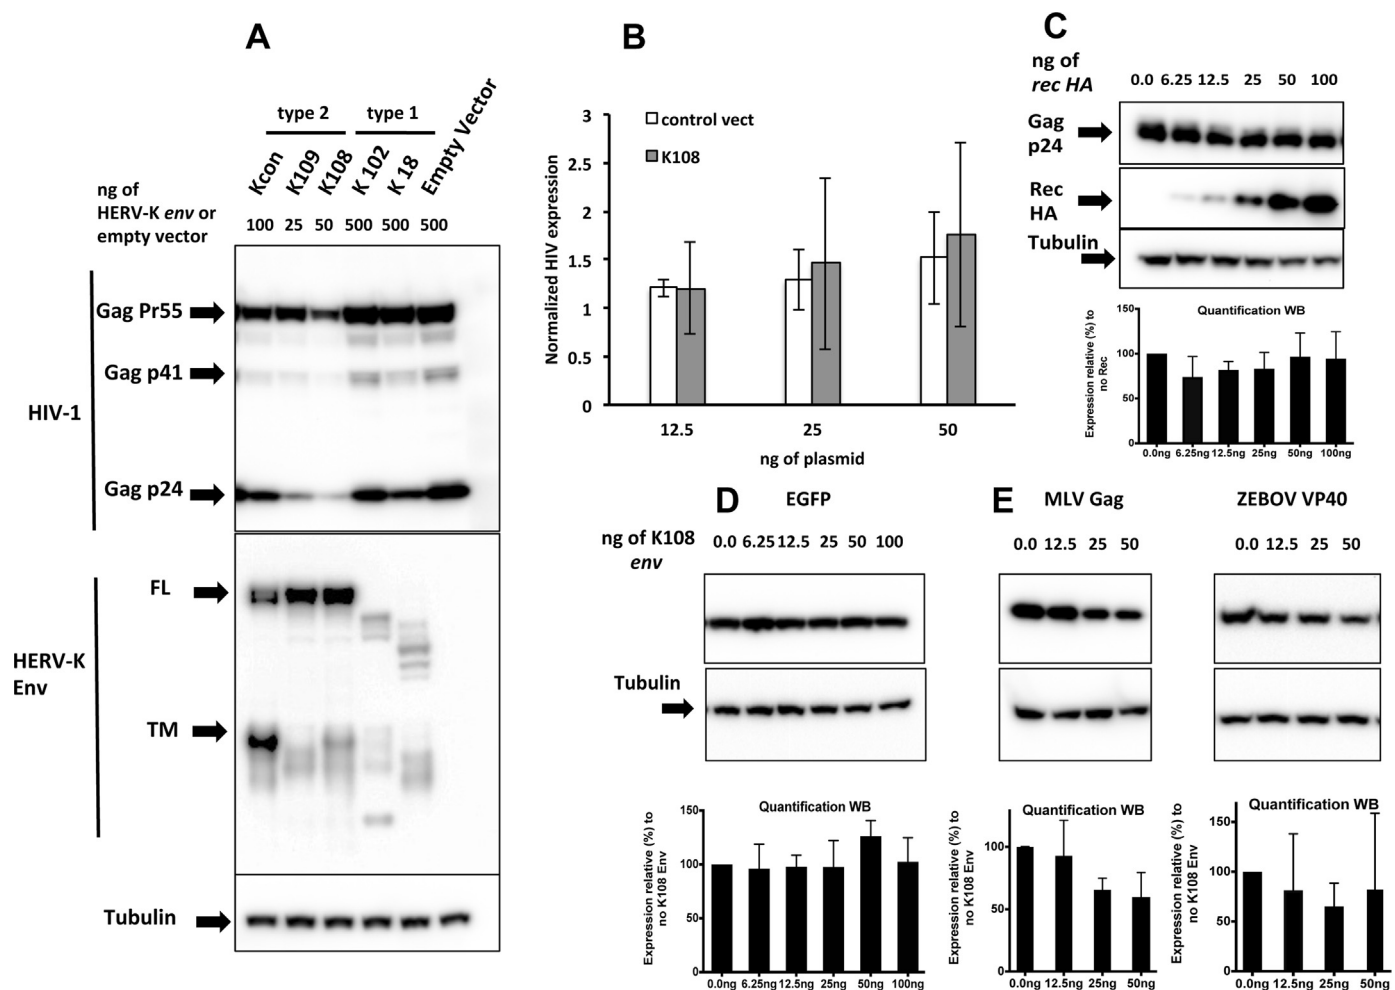 A
type 2
type 1
Kcon
K109
K108
K 102
K 18
Empty Vector
ng of
HERV-K env or
empty vector
100 25 50 500 500 500
HIV-1
Gag Pr55
Gag p41
Gag p24
HERV-K
Env
FL
TM
Tubulin
B
Normalized HIV expression
3
2.5
2
1.5
1
0.5
0
control vect
K108
12.5 25 50
ng of plasmid
C
ng of
rec HA
0.0 6.25 12.5 25 50 100
Gag
p24
Rec
HA
Tubulin
Quantification WB
Expression relative (%) to
no Rec
150
100
50
0
0.0ng 6.25ng 12.5ng 25ng 50ng 100ng
D
EGFP
ng of K108
env
0.0 6.25 12.5 25 50 100
Tubulin
Quantification WB
Expression relative (%) to
no K108 Env
150
100
50
0
0.0ng 6.25ng 12.5ng 25ng 50ng 100ng
E
MLV Gag
0.0 12.5 25 50
Quantification WB
Expression relative (%) to
no K108 Env
100
50
0
0.0ng 12.5ng 25ng 50ng
ZEBOV VP40
0.0 12.5 25 50
Quantification WB
Expression relative (%) to
no K108 Env
150
100
50
0
0.0ng 12.5ng 25ng 50ng